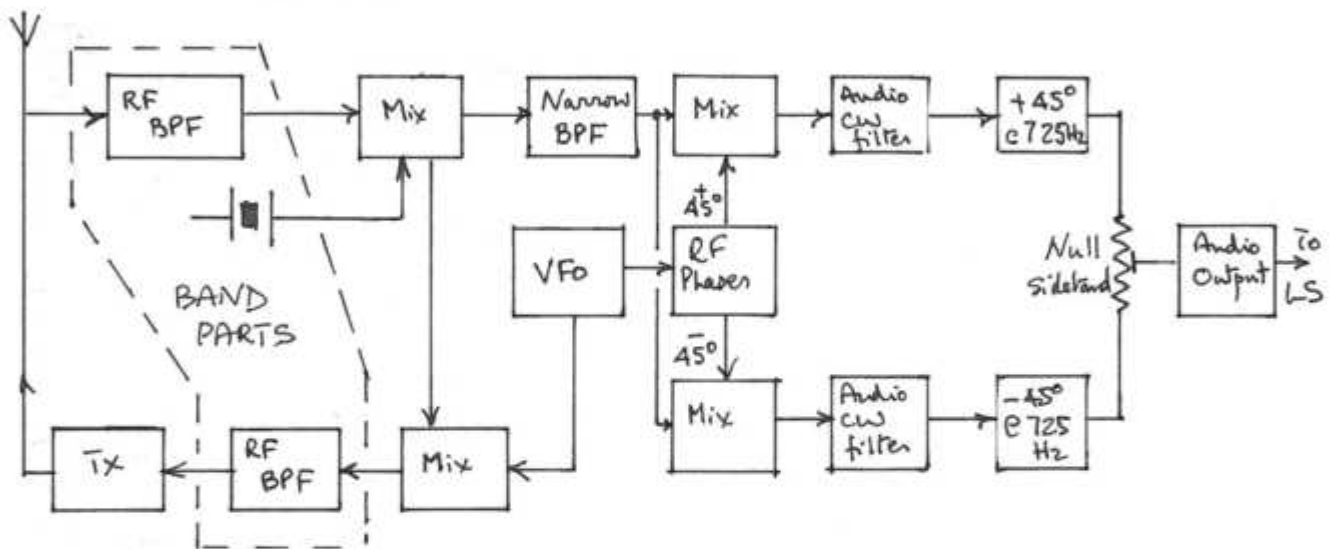 RF
BPF
Mix
Narrow
BPF
Mix
Audio
CW
filter
+45°
@725Hz
+
45°
VFO
RF
Phaser
Null
sideband
Audio
Output
To
LS
BAND
PARTS
-
45°
Tx
RF
BPF
Mix
Mix
Audio
CW
filter
-45°
@725
Hz